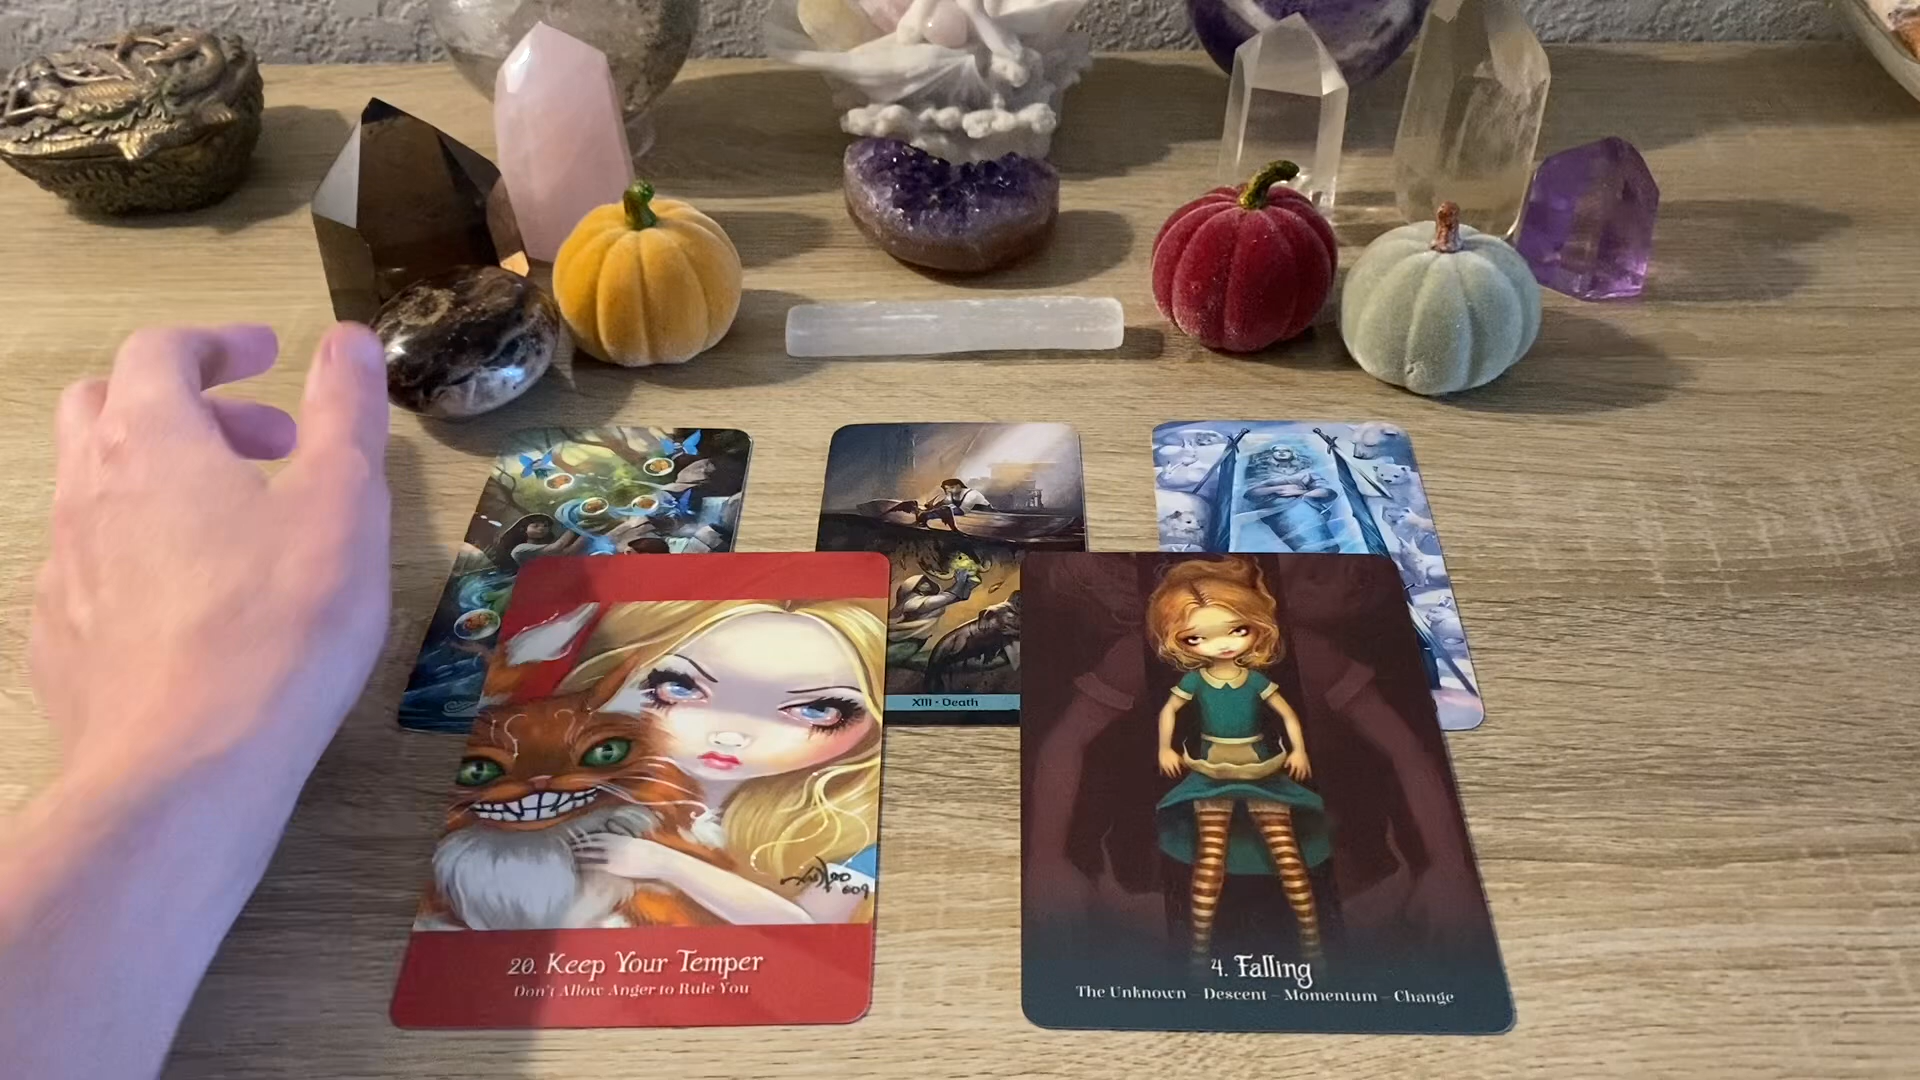 XIII • Death
20. Keep Your Temper
Don't Allow Anger to Rule You
4. Falling
The Unknown – Descent – Momentum – Change